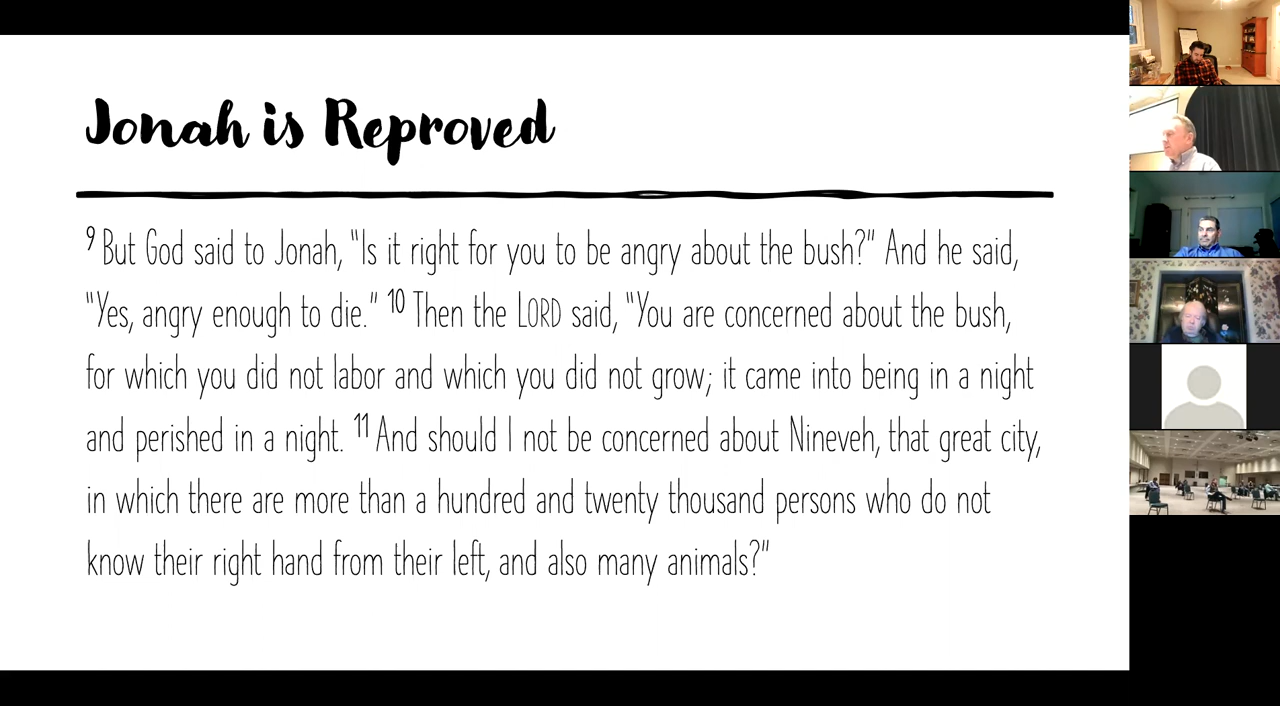 Jonah is Reproved
9 But God said to Jonah, "Is it right for you to be angry about the bush?" And he said,
"Yes, angry enough to die." 10 Then the LORD said, "You are concerned about the bush,
for which you did not labor and which you did not grow; it came into being in a night
and perished in a night. 11 And should I not be concerned about Nineveh, that great city,
in which there are more than a hundred and twenty thousand persons who do not
know their right hand from their left, and also many animals?"